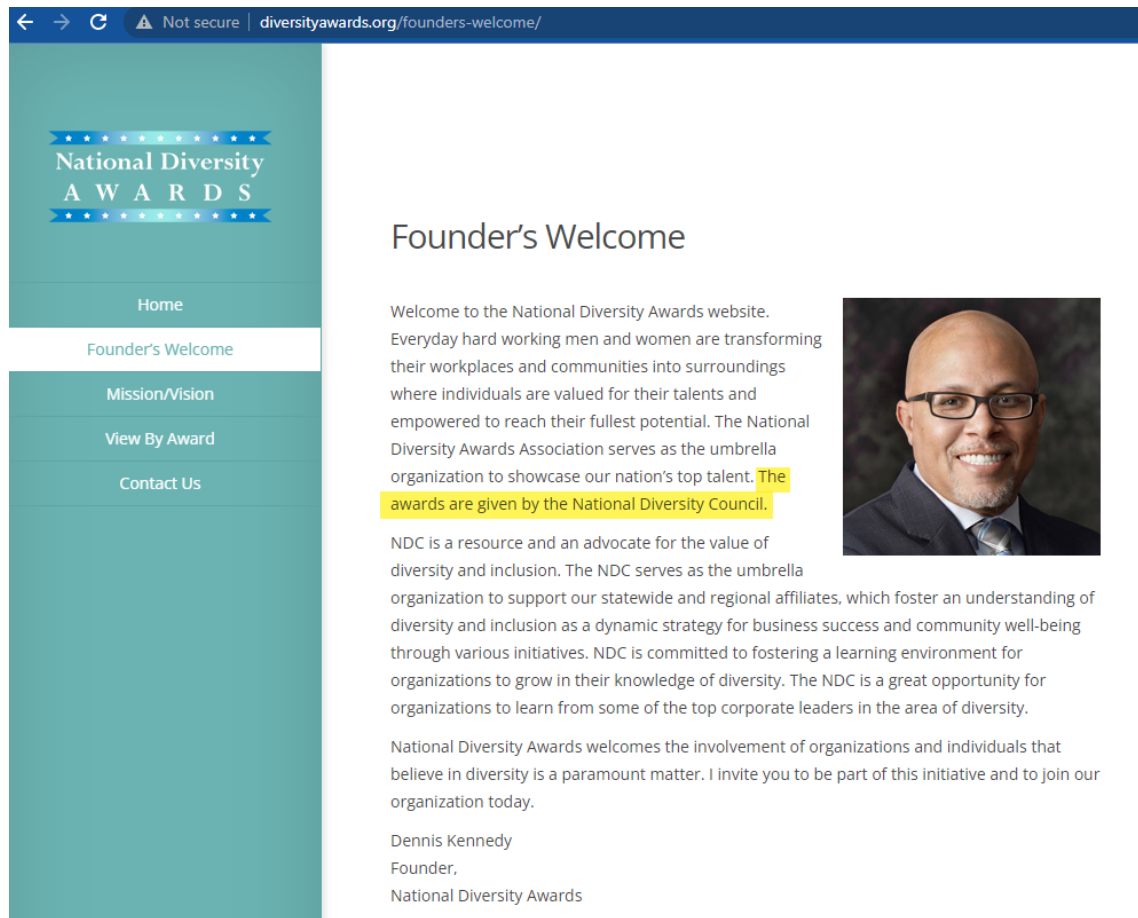 Not secure | diversityawards.org/founders-welcome/
National Diversity
AWARDS
Home
Founder's Welcome
Mission/Vision
View By Award
Contact Us
Founder's Welcome
Welcome to the National Diversity Awards website.
Everyday hard working men and women are transforming
their workplaces and communities into surroundings
where individuals are valued for their talents and
empowered to reach their fullest potential. The National
Diversity Awards Association serves as the umbrella
organization to showcase our nation's top talent. The
awards are given by the National Diversity Council.
NDC is a resource and an advocate for the value of
diversity and inclusion. The NDC serves as the umbrella
organization to support our statewide and regional affiliates, which foster an understanding of
diversity and inclusion as a dynamic strategy for business success and community well-being
through various initiatives. NDC is committed to fostering a learning environment for
organizations to grow in their knowledge of diversity. The NDC is a great opportunity for
organizations to learn from some of the top corporate leaders in the area of diversity.
National Diversity Awards welcomes the involvement of organizations and individuals that
believe in diversity is a paramount matter. I invite you to be part of this initiative and to join our
organization today.
Dennis Kennedy
Founder,
National Diversity Awards